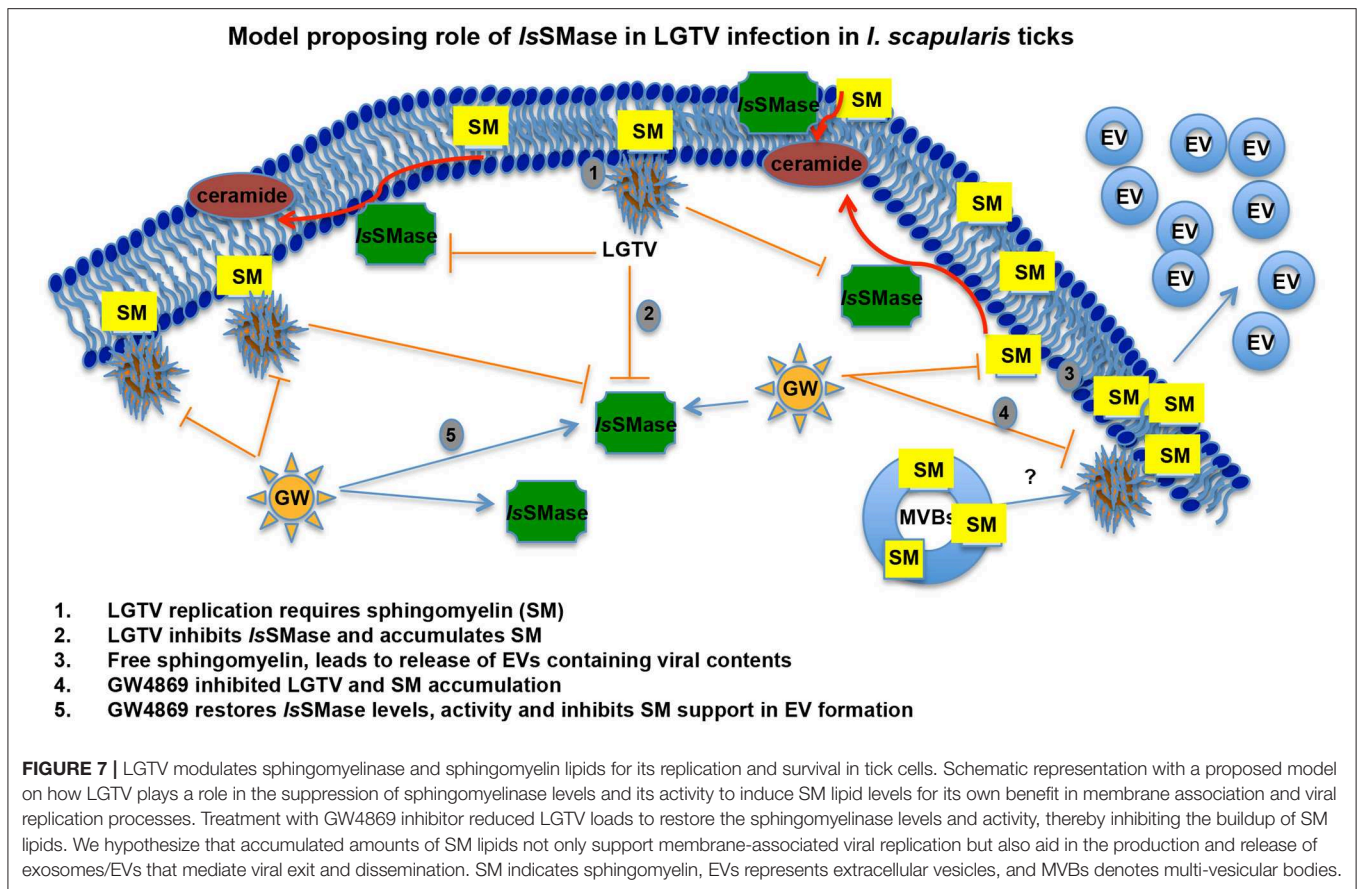 Model proposing role of IsSMase in LGTV infection in I. scapularis ticks
IsSMase
SM
SM
SM
EV
EV
EV
EV
EV
EV
EV
EV
EV
ceramide
1
ceramide
SM
IsSMase
LGTV
SM
SM
IsSMase
SM
2
SM
3
GW
SM
SM
SM
4
IsSMase
5
SM
?
GW
MVBs
SM
IsSMase
SM
1. LGTV replication requires sphingomyelin (SM)
2. LGTV inhibits IsSMase and accumulates SM
3. Free sphingomyelin, leads to release of EVs containing viral contents
4. GW4869 inhibited LGTV and SM accumulation
5. GW4869 restores IsSMase levels, activity and inhibits SM support in EV formation
FIGURE 7 | LGTV modulates sphingomyelinase and sphingomyelin lipids for its replication and survival in tick cells. Schematic representation with a proposed model
on how LGTV plays a role in the suppression of sphingomyelinase levels and its activity to induce SM lipid levels for its own benefit in membrane association and viral
replication processes. Treatment with GW4869 inhibitor reduced LGTV loads to restore the sphingomyelinase levels and activity, thereby inhibiting the buildup of SM
lipids. We hypothesize that accumulated amounts of SM lipids not only support membrane-associated viral replication but also aid in the production and release of
exosomes/EVs that mediate viral exit and dissemination. SM indicates sphingomyelin, EVs represents extracellular vesicles, and MVBs denotes multi-vesicular bodies.